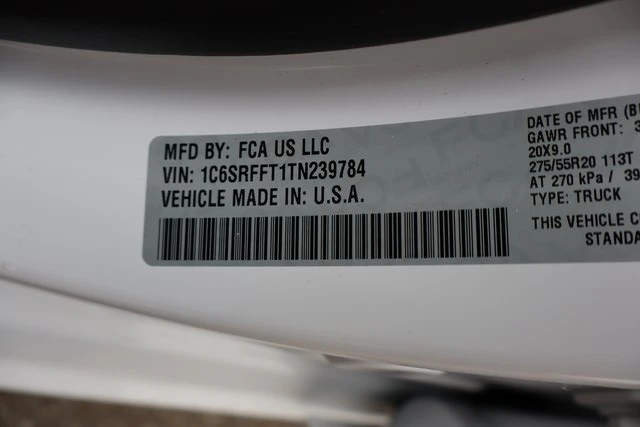 MFD BY: FCA US LLC
VIN: 1C6SRFFT1TN239784
VEHICLE MADE IN: U.S.A.
DATE OF MFR
GAWR FRONT:
20X9.0
275/55R20 113T
AT 270 kPa / 39
TYPE: TRUCK
THIS VEHICLE